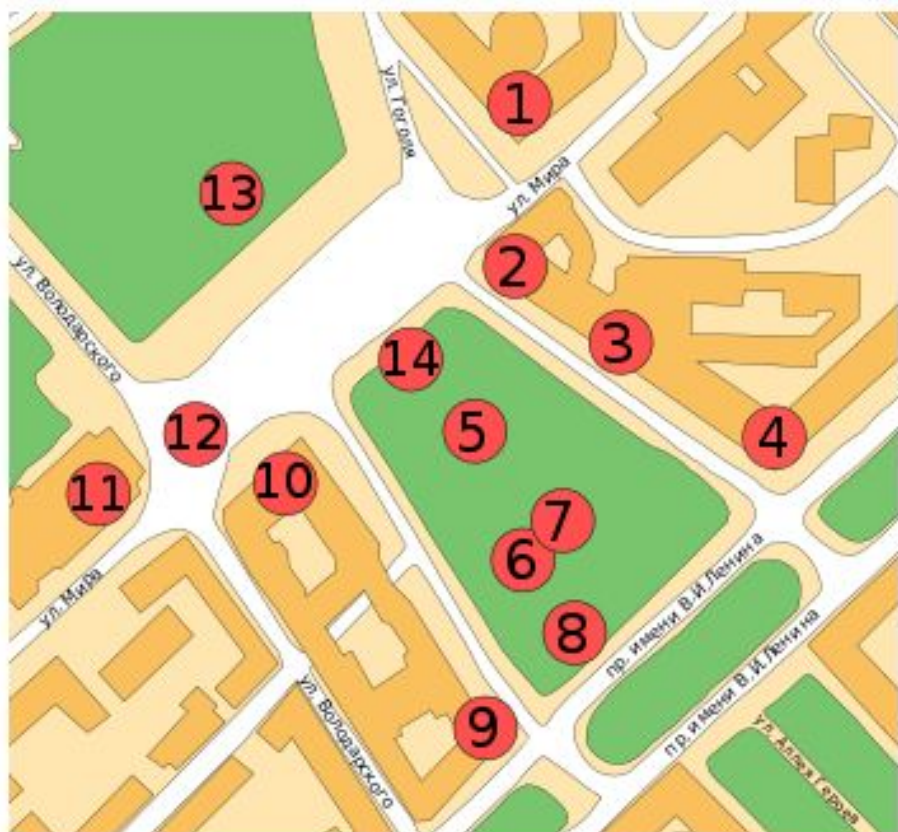 1
ул. Гоголя
13
ул. Мира
2
ул. Володарского
3
14
5
12
4
10
11
7
6
пр. имени В.И.Ленина
ул. Мира
8
пр. имени В.И.Ленина
ул. Володарского
9
ул. Аллея Героев